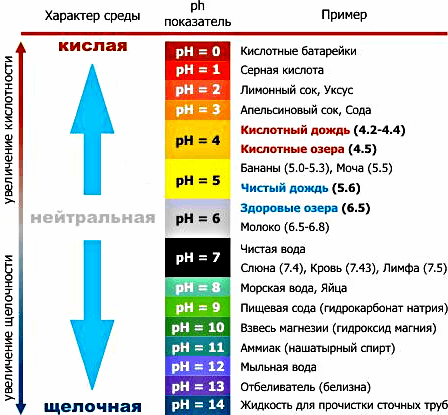 Характер среды
ph
показатель
Пример
кислая
pH = 0
Кислотные батарейки
pH = 1
Серная кислота
pH = 2
Лимонный сок, Уксус
pH = 3
Апельсиновый сок, Сода
pH = 4
Кислотный дождь (4.2-4.4)
Кислотные озера (4.5)
pH = 5
Бананы (5.0-5.3), Моча (5.5)
Чистый дождь (5.6)
нейтральная
pH = 6
Здоровые озера (6.5)
Молоко (6.5-6.8)
pH = 7
Чистая вода
Слюна (7.4), Кровь (7.43), Лимфа (7.5)
pH = 8
Морская вода, Яйца
pH = 9
Пищевая сода (гидрокарбонат натрия)
pH = 10
Взвесь магнезии (гидроксид магния)
pH = 11
Аммиак (нашатырный спирт)
pH = 12
Мыльная вода
pH = 13
Отбеливатель (белизна)
щелочная
pH = 14
Жидкость для прочистки сточных труб
увеличение кислотности
увеличение щелочности